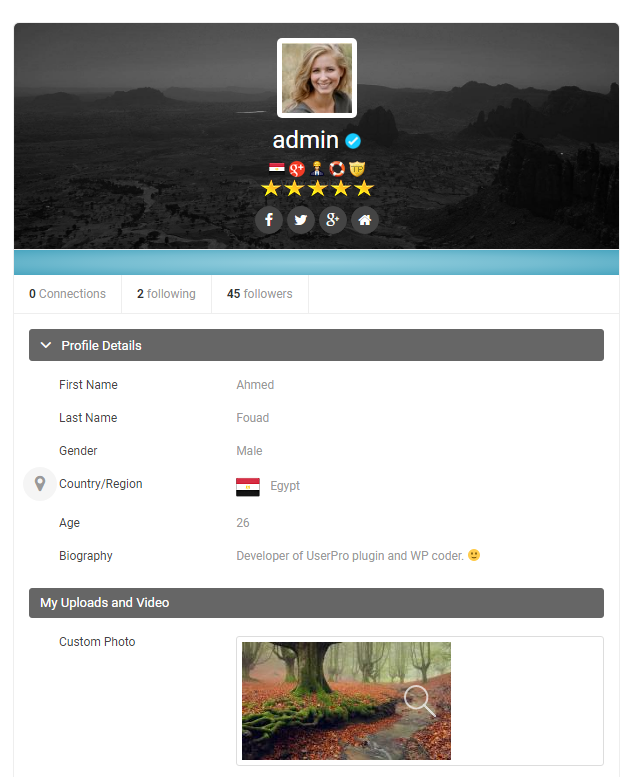 admin
0 Connections 2 following 45 followers
Profile Details
First Name Ahmed
Last Name Fouad
Gender Male
Country/Region Egypt
Age 26
Biography Developer of UserPro plugin and WP coder. 🙂
My Uploads and Video
Custom Photo